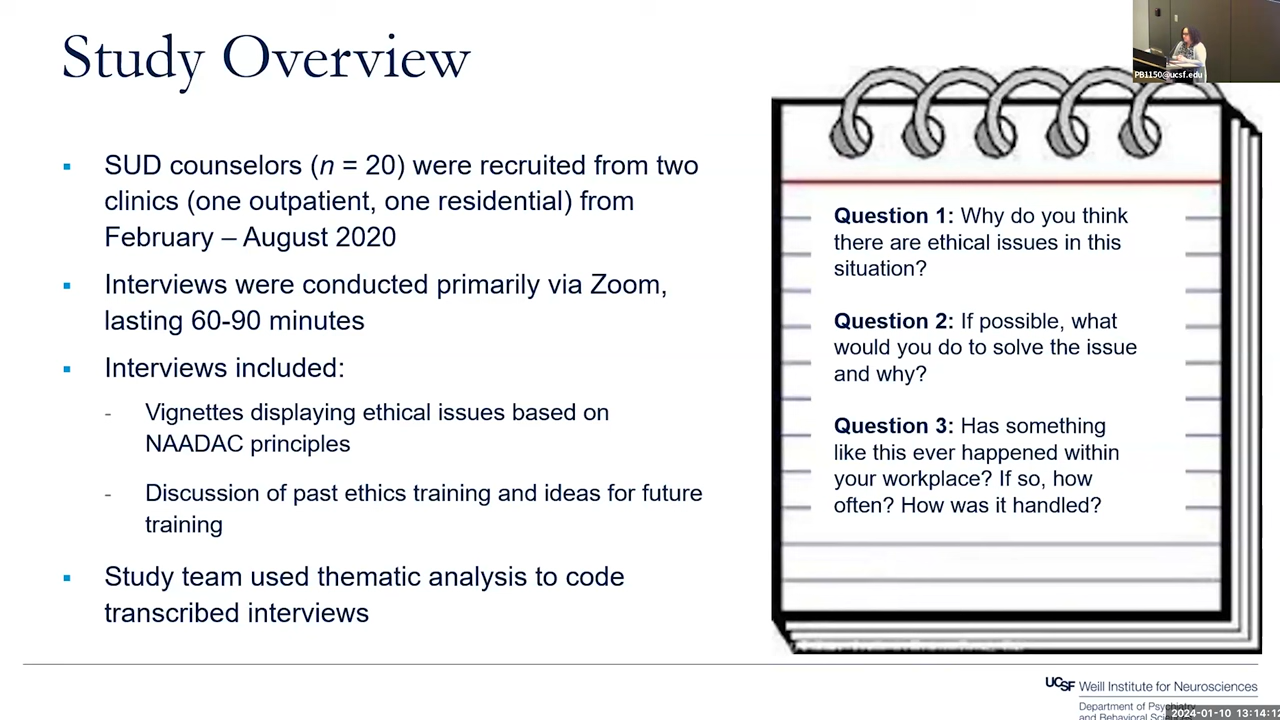 Study Overview
PB1150@ucsf.edu
▪ SUD counselors (n = 20) were recruited from two
clinics (one outpatient, one residential) from
February – August 2020
▪ Interviews were conducted primarily via Zoom,
lasting 60-90 minutes
▪ Interviews included:
- Vignettes displaying ethical issues based on
NAADAC principles
- Discussion of past ethics training and ideas for future
training
▪ Study team used thematic analysis to code
transcribed interviews
Question 1: Why do you think
there are ethical issues in this
situation?
Question 2: If possible, what
would you do to solve the issue
and why?
Question 3: Has something
like this ever happened within
your workplace? If so, how
often? How was it handled?
UCSF Weill Institute for Neurosciences
Department of Psychiatry
and Behavioral
2024-01-10 13:14:12